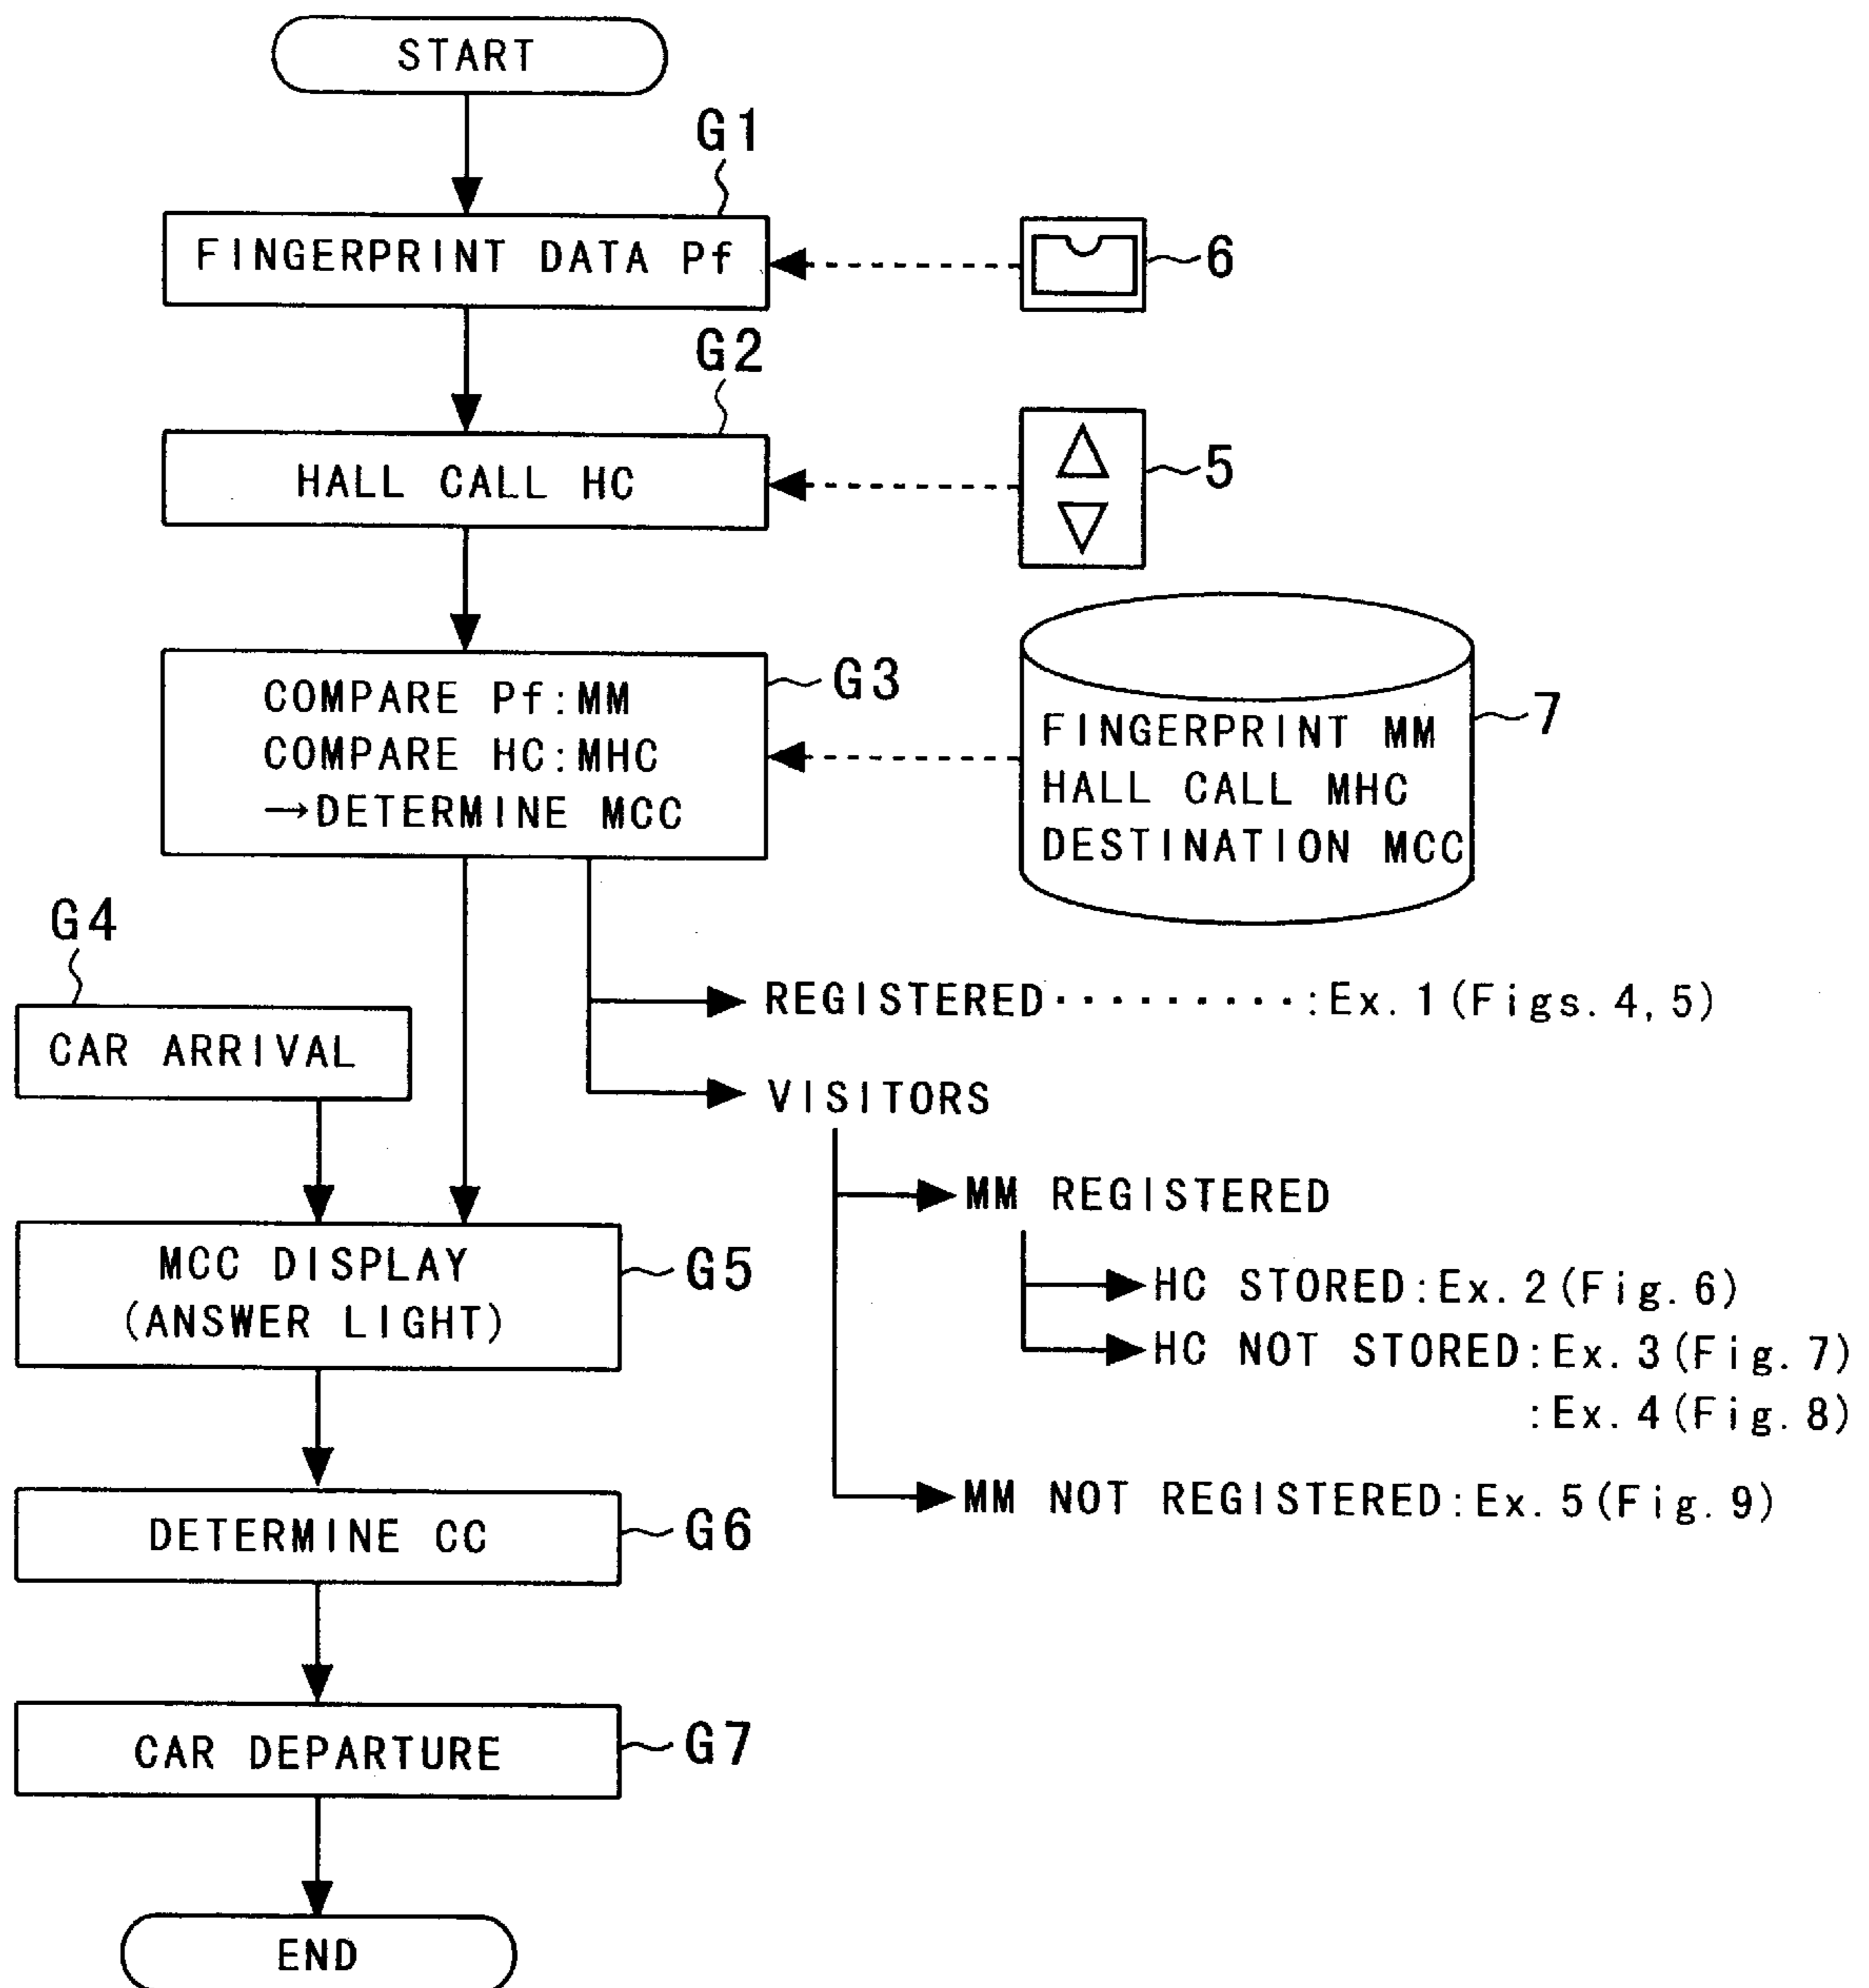 START
G1
FINGERPRINT DATA Pf
6
G2
HALL CALL HC
5
COMPARE Pf:MM
COMPARE HC:MHC
→DETERMINE MCC
G3
FINGERPRINT MM
HALL CALL MHC
DESTINATION MCC
7
G4
CAR ARRIVAL
REGISTERED··········:Ex.1(Figs.4,5)
VISITORS
MM REGISTERED
HC STORED:Ex.2(Fig.6)
HC NOT STORED:Ex.3(Fig.7)
:Ex.4(Fig.8)
MM NOT REGISTERED:Ex.5(Fig.9)
MCC DISPLAY
(ANSWER LIGHT)
G5
DETERMINE CC
G6
CAR DEPARTURE
G7
END